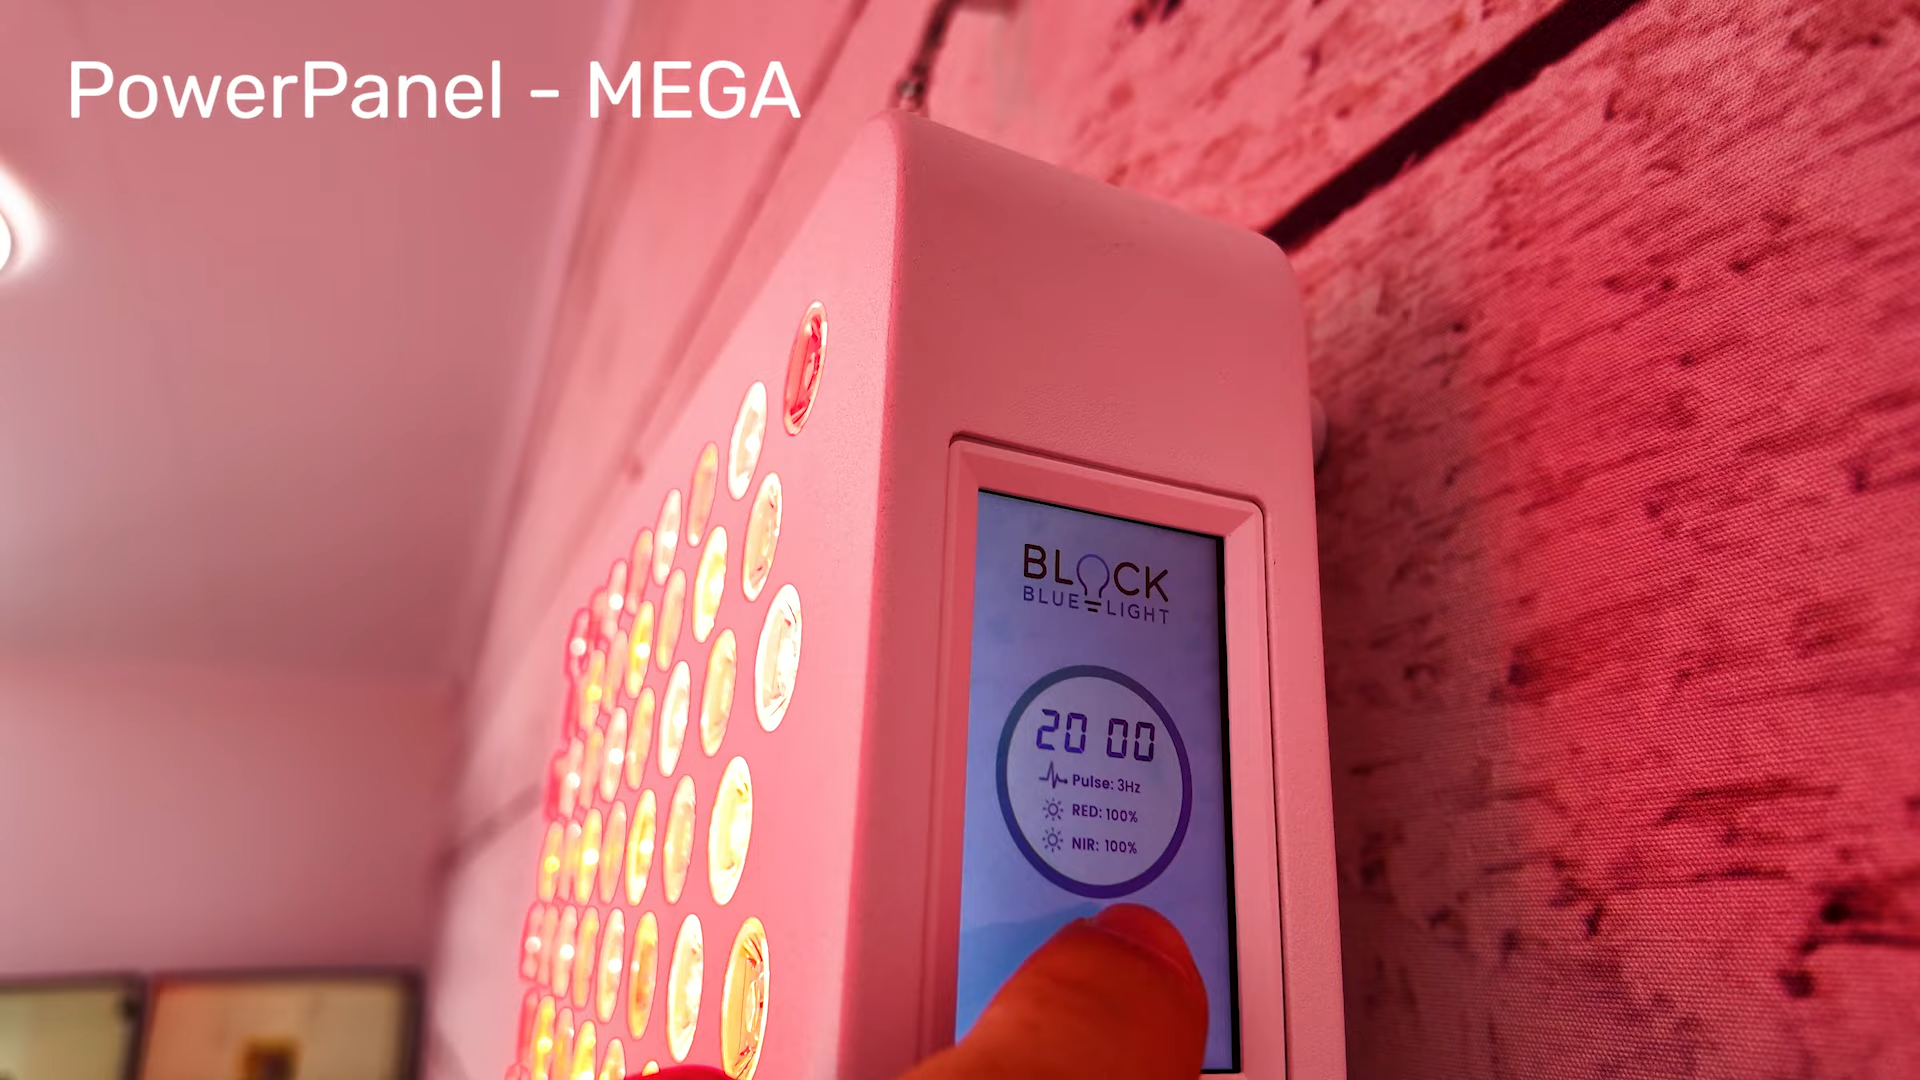 PowerPanel - MEGA
BLOCK
BLUE LIGHT
20 00
Pulse: 3Hz
RED: 100%
NIR: 100%